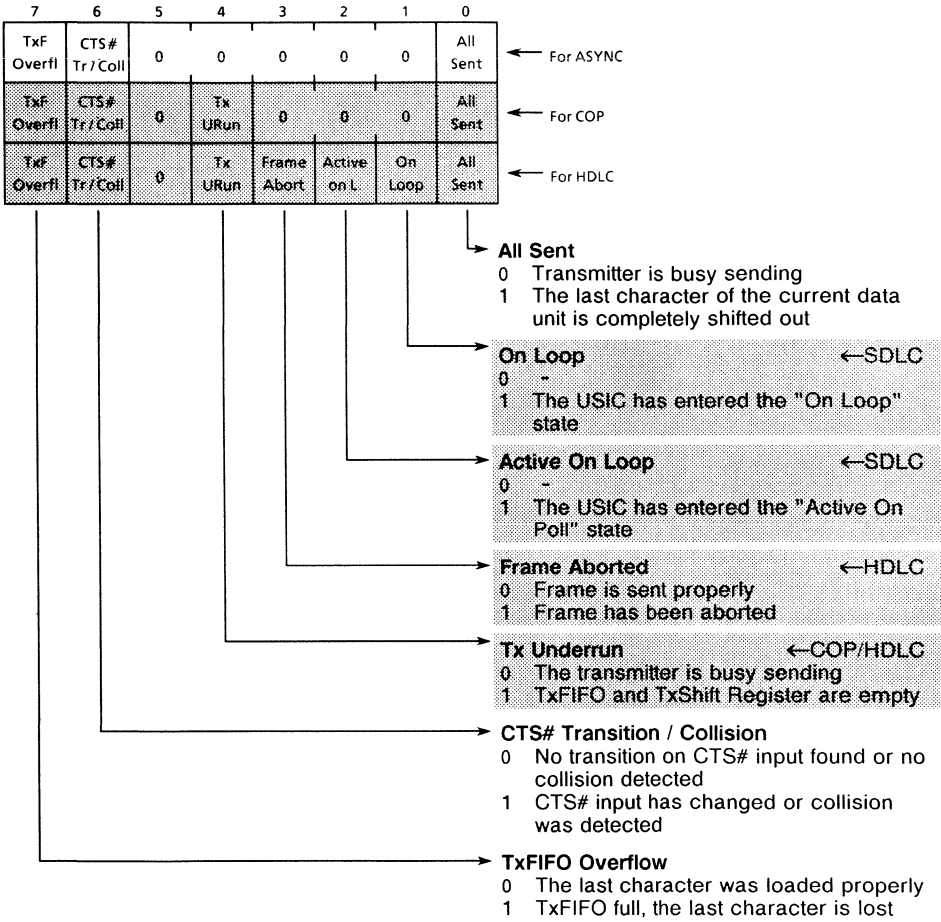 7 6 5 4 3 2 1 0
TxF CTS# All
Overfl Tr / Coll 0 0 0 0 0 Sent ← For ASYNC
TxF CTS# Tx All
Overfl Tr / Coll 0 URun 0 0 0 Sent ← For COP
TxF CTS# Tx Frame Active On All
Overfl Tr / Coll 0 URun Abort on L Loop Sent ← For HDLC
All Sent
0 Transmitter is busy sending
1 The last character of the current data
unit is completely shifted out
On Loop ←SDLC
0 -
1 The USIC has entered the "On Loop"
state
Active On Loop ←SDLC
0 -
1 The USIC has entered the "Active On
Poll" state
Frame Aborted ←HDLC
0 Frame is sent properly
1 Frame has been aborted
Tx Underrun ←COP/HDLC
0 The transmitter is busy sending
1 TxFIFO and TxShift Register are empty
CTS# Transition / Collision
0 No transition on CTS# input found or no
collision detected
1 CTS# input has changed or collision
was detected
TxFIFO Overflow
0 The last character was loaded properly
1 TxFIFO full, the last character is lost